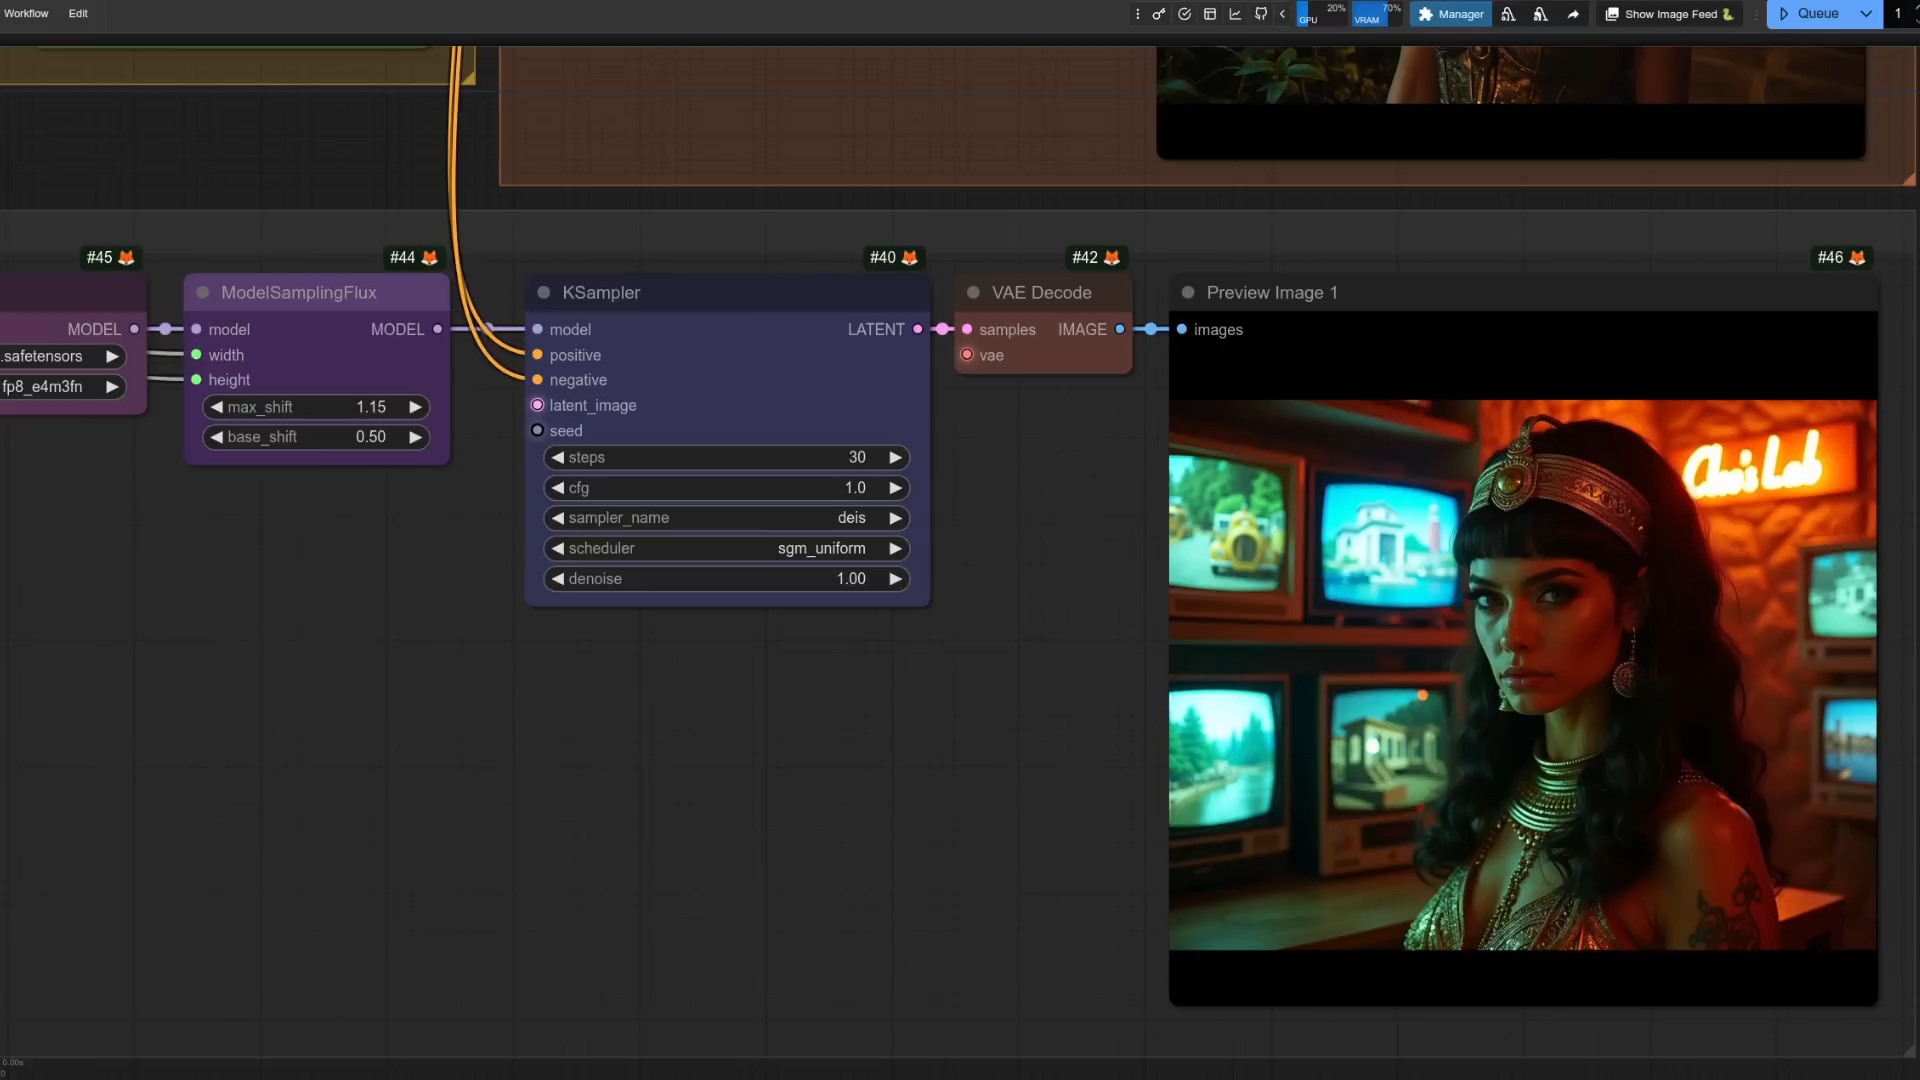 Workflow Edit
GPU 20% VRAM 70% Manager Show Image Feed Queue 1
#45 #44 #40 #42 #46
MODEL
.safetensors
fp8_e4m3fn
ModelSamplingFlux
model MODEL
width
height
max_shift 1.15
base_shift 0.50
KSampler
model LATENT
positive
negative
latent_image
seed
steps 30
cfg 1.0
sampler_name deis
scheduler sgm_uniform
denoise 1.00
VAE Decode
samples IMAGE
vae
Preview Image 1
images
0.00s